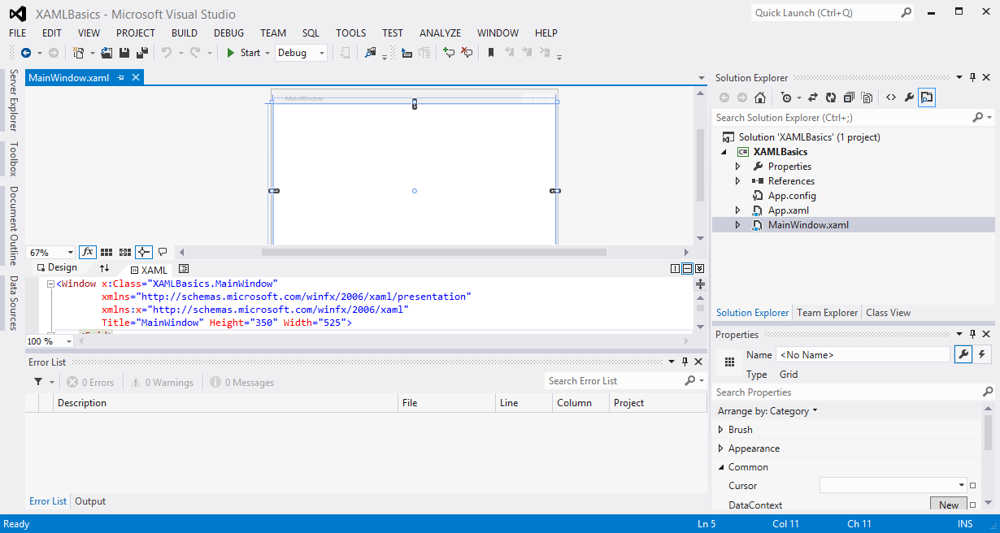 XAMLBasics - Microsoft Visual Studio
Quick Launch (Ctrl+Q)
FILE EDIT VIEW PROJECT BUILD DEBUG TEAM SQL TOOLS TEST ANALYZE WINDOW HELP
Start Debug
Server Explorer
Toolbox
Document Outline
Data Sources
MainWindow.xaml
MainWindow
67%
fx
Design XAML
<Window x:Class="XAMLBasics.MainWindow"
xmlns="http://schemas.microsoft.com/winfx/2006/xaml/presentation"
xmlns:x="http://schemas.microsoft.com/winfx/2006/xaml"
Title="MainWindow" Height="350" Width="525">
100 %
Error List
0 Errors 0 Warnings 0 Messages
Search Error List
Description File Line Column Project
Error List Output
Solution Explorer
Search Solution Explorer (Ctrl+;)
Solution 'XAMLBasics' (1 project)
C# XAMLBasics
Properties
References
App.config
App.xaml
MainWindow.xaml
Solution Explorer Team Explorer Class View
Properties
Name <No Name>
Type Grid
Search Properties
Arrange by: Category
Brush
Appearance
Common
Cursor
DataContext New
Ready Ln 5 Col 11 Ch 11 INS